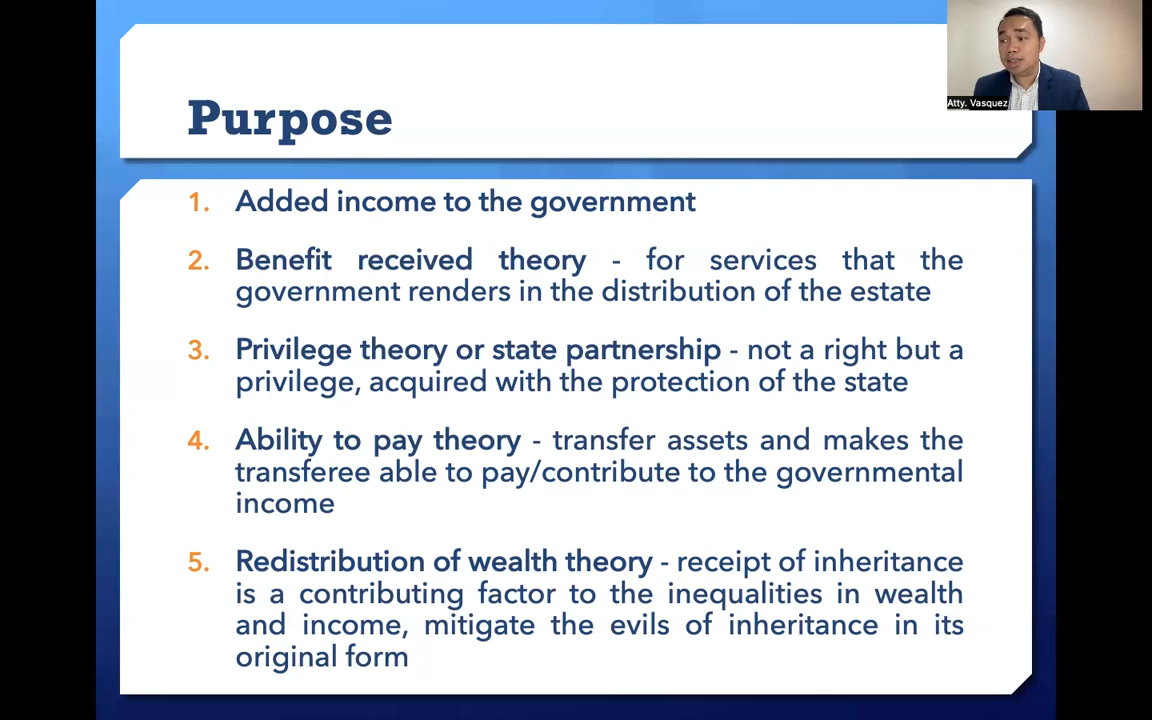 Atty. Vasquez
Purpose
1. Added income to the government
2. Benefit received theory - for services that the
government renders in the distribution of the estate
3. Privilege theory or state partnership - not a right but a
privilege, acquired with the protection of the state
4. Ability to pay theory - transfer assets and makes the
transferee able to pay/contribute to the governmental
income
5. Redistribution of wealth theory - receipt of inheritance
is a contributing factor to the inequalities in wealth
and income, mitigate the evils of inheritance in its
original form